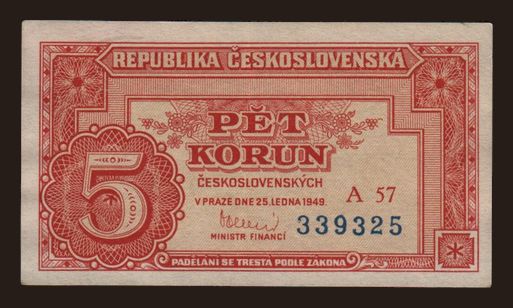 REPUBLIKA ČESKOSLOVENSKÁ
PĚT
KORUN
5
ČESKOSLOVENSKÝCH
V PRAZE DNE 25. LEDNA 1949.
A 57
339325
MINISTR FINANCÍ
PADĚLÁNÍ SE TRESTÁ PODLE ZÁKONA